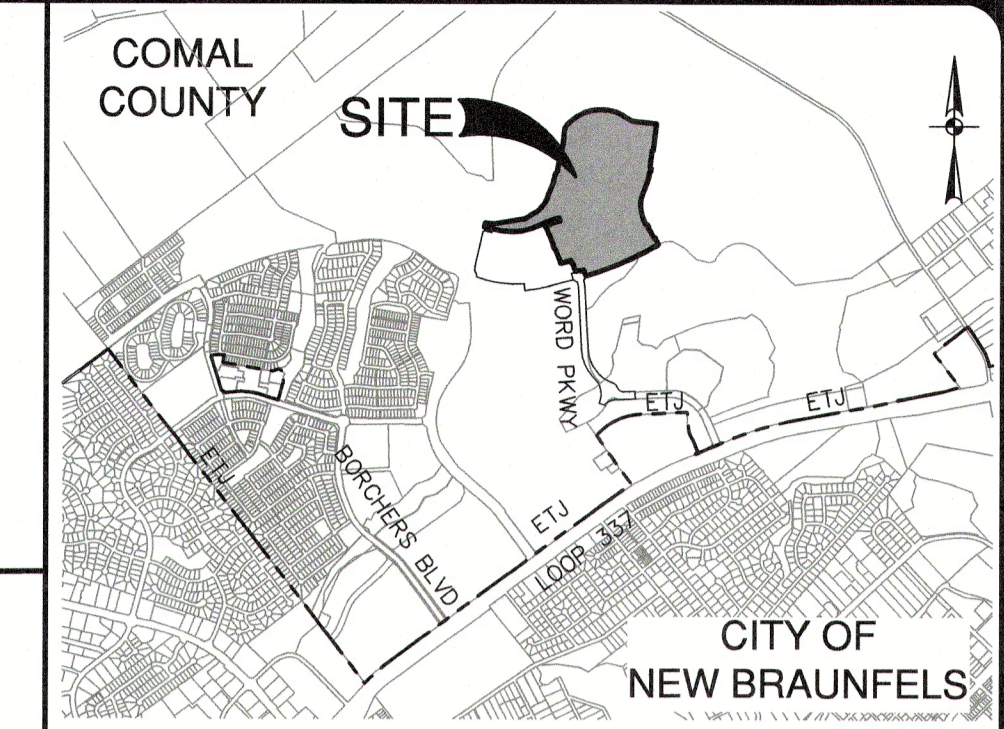 COMAL
COUNTY
SITE
WORD PKWY
ETJ
ETJ
ETJ
BORCHERS BLVD
ETJ
LOOP 337
CITY OF
NEW BRAUNFELS